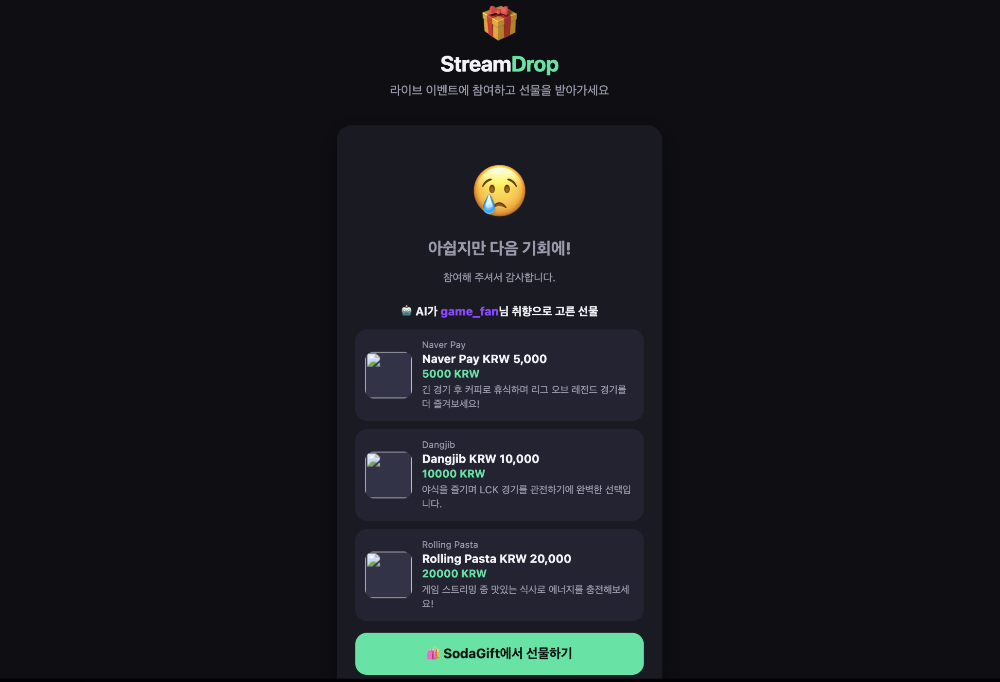 StreamDrop
라이브 이벤트에 참여하고 선물을 받아가세요
아쉽지만 다음 기회에!
참여해 주셔서 감사합니다.
AI가 game_fan님 취향으로 고른 선물
Naver Pay
Naver Pay KRW 5,000
5000 KRW
긴 경기 후 커피로 휴식하며 리그 오브 레전드 경기를
더 즐겨보세요!
Dangjib
Dangjib KRW 10,000
10000 KRW
야식을 즐기며 LCK 경기를 관전하기에 완벽한 선택입
니다.
Rolling Pasta
Rolling Pasta KRW 20,000
20000 KRW
게임 스트리밍 중 맛있는 식사로 에너지를 충전해보세
요!
SodaGift에서 선물하기